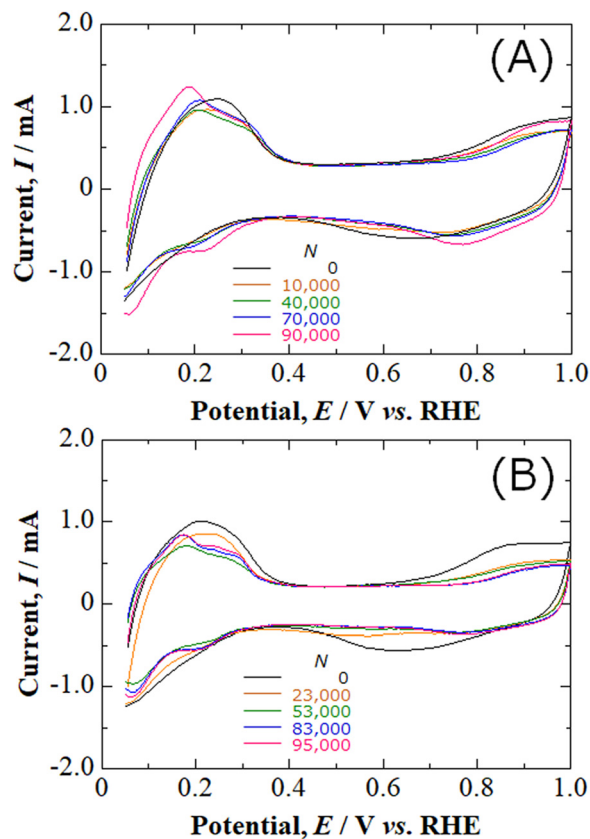 (A)
Current, I / mA
2.0
1.0
0
-1.0
-2.0
N
0
10,000
40,000
70,000
90,000
0 0.2 0.4 0.6 0.8 1.0
Potential, E / V vs. RHE
(B)
Current, I / mA
2.0
1.0
0
-1.0
-2.0
N
0
23,000
53,000
83,000
95,000
0 0.2 0.4 0.6 0.8 1.0
Potential, E / V vs. RHE